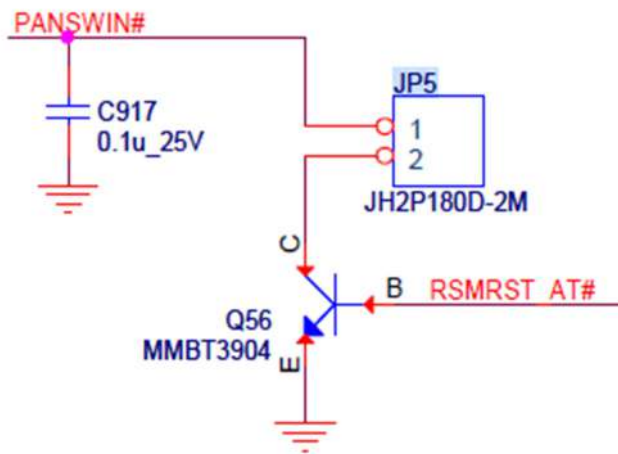 PANSWIN#
JP5
C917
0.1u_25V
1
2
JH2P180D-2M
C
B
RSMRST_AT#
Q56
MMBT3904
E